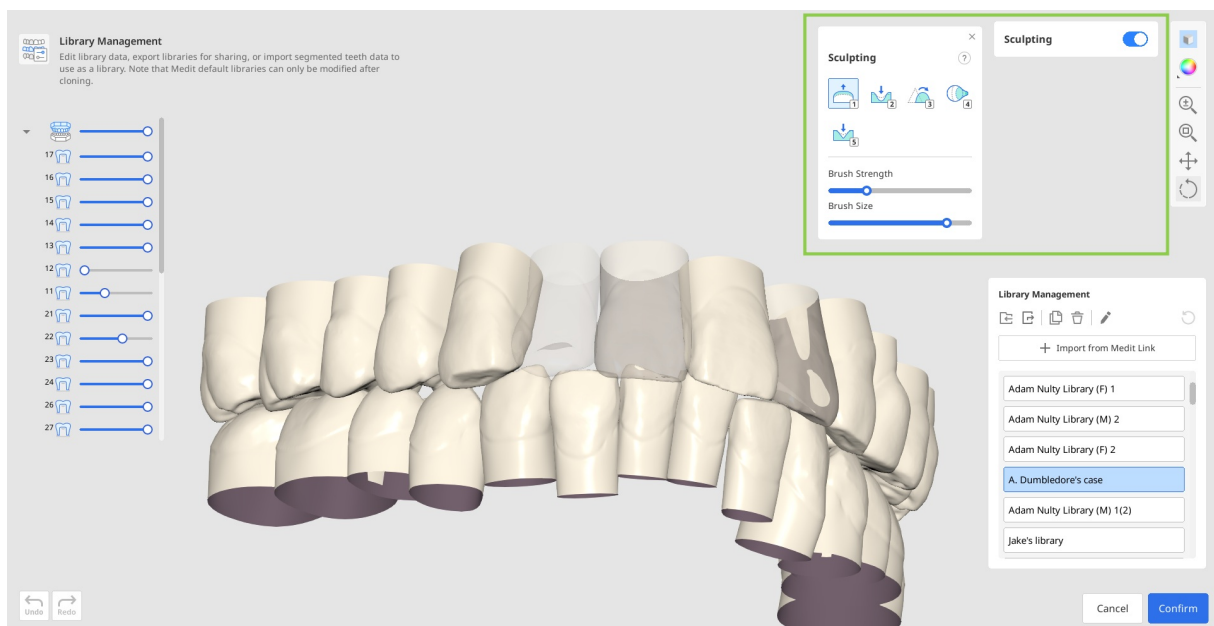 Library Management
Edit library data, export libraries for sharing, or import segmented teeth data to
use as a library. Note that Medit default libraries can only be modified after
cloning.
17
16
15
14
13
12
11
21
22
23
24
26
27
Sculpting
?
1
2
3
4
5
Brush Strength
Brush Size
Sculpting
Library Management
+ Import from Medit Link
Adam Nulty Library (F) 1
Adam Nulty Library (M) 2
Adam Nulty Library (F) 2
A. Dumbledore's case
Adam Nulty Library (M) 1(2)
Jake's library
Undo
Redo
Cancel
Confirm